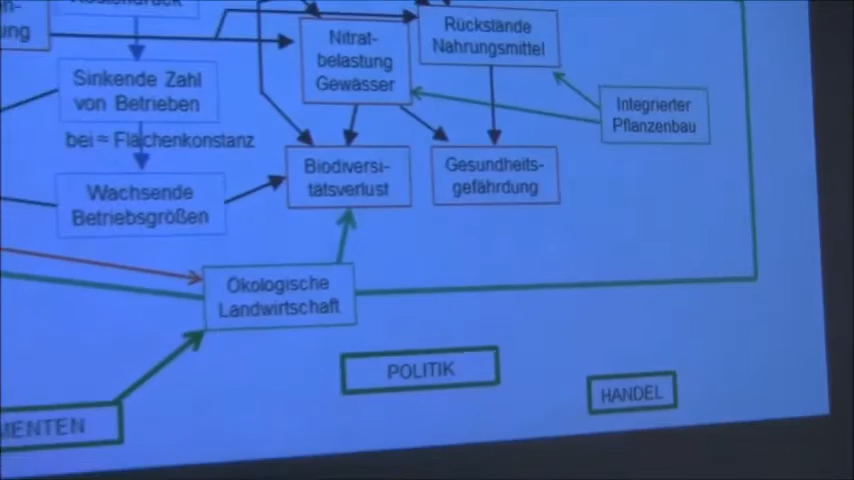 Rückstände
Nahrungsmittel
Nitrat-
belastung
Gewässer
Sinkende Zahl
von Betrieben
Integrierter
Pflanzenbau
bei ≈ Flächenkonstanz
Biodiversi-
tätsverlust
Gesundheits-
gefährdung
Wachsende
Betriebsgrößen
Ökologische
Landwirtschaft
POLITIK
HANDEL
MENTEN